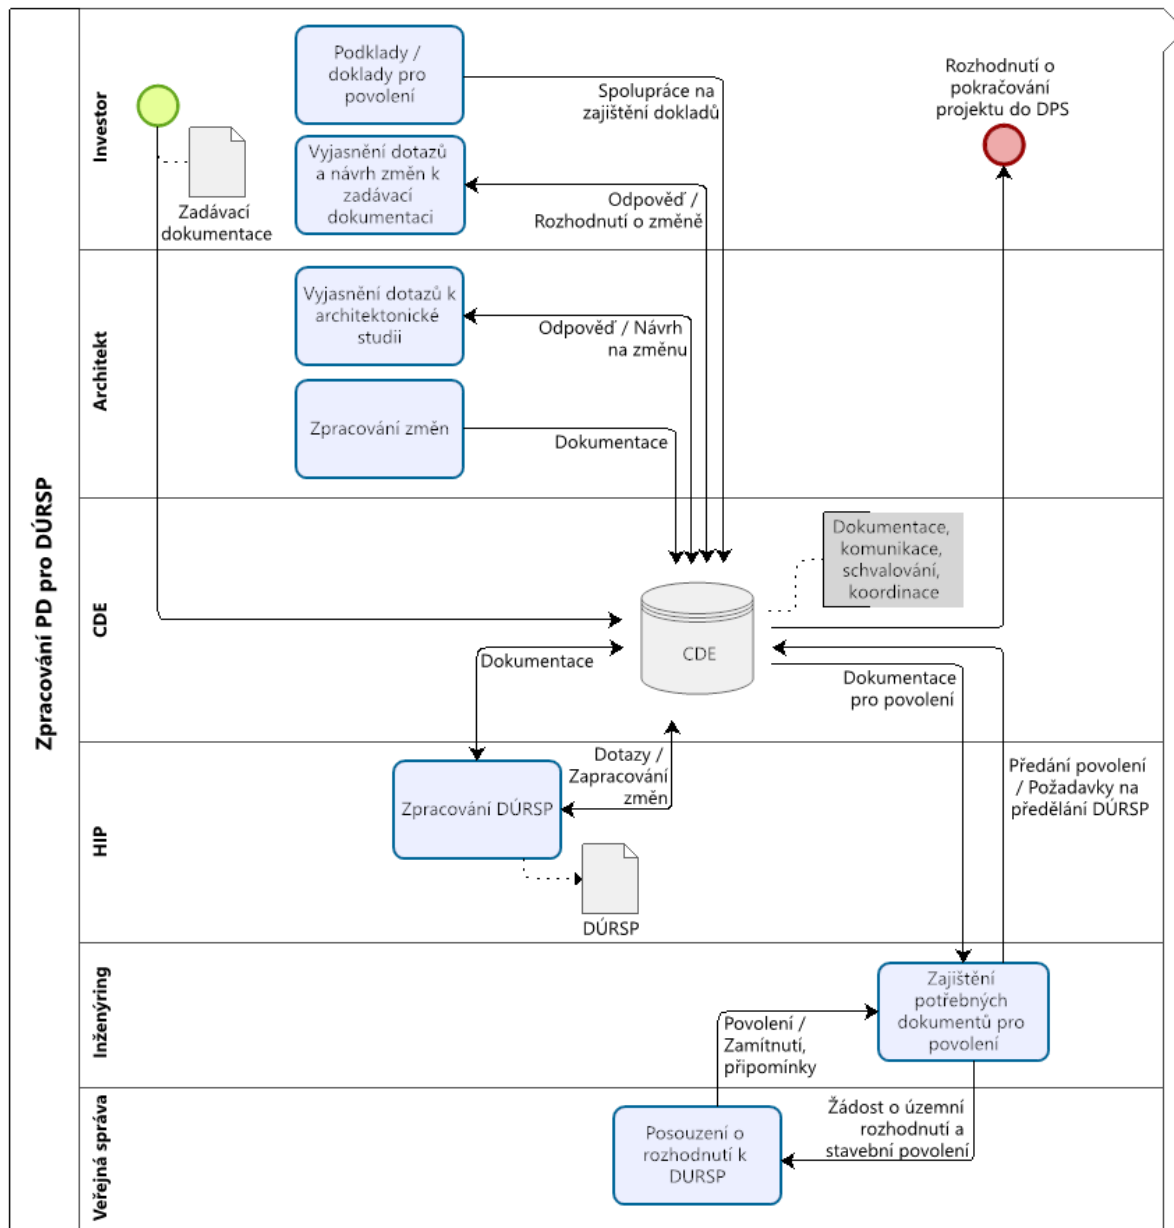 Zpracování PD pro DÚRSP
Investor
Zadávací
dokumentace
Podklady /
doklady pro
povolení
Spolupráce na
zajištění dokladů
Vyjasnění dotazů
a návrh změn k
zadávací
dokumentaci
Odpověď /
Rozhodnutí o změně
Rozhodnutí o
pokračování
projektu do DPS
Architekt
Vyjasnění dotazů k
architektonické
studii
Odpověď / Návrh
na změnu
Zpracování změn
Dokumentace
CDE
Dokumentace,
komunikace,
schvalování,
koordinace
CDE
Dokumentace
Dokumentace
pro povolení
HIP
Zpracování DÚRSP
Dotazy /
Zapracování
změn
DÚRSP
Předání povolení
/ Požadavky na
předělání DÚRSP
Inženýring
Zajištění
potřebných
dokumentů pro
povolení
Povolení /
Zamítnutí,
připomínky
Veřejná správa
Posouzení o
rozhodnutí k
DURSP
Žádost o územní
rozhodnutí a
stavební povolení